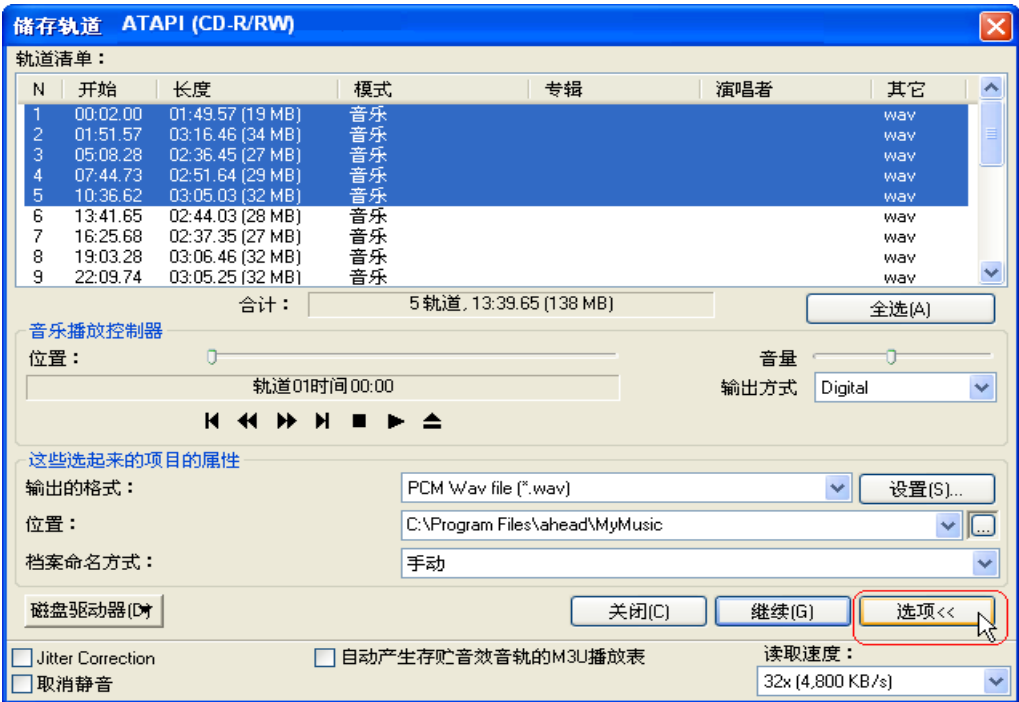 储存轨道 ATAPI (CD-R/RW)
轨道清单：
N 开始 长度 模式 专辑 演唱者 其它
1 00:02.00 01:49.57 (19 MB) 音乐 wav
2 01:51.57 03:16.46 (34 MB) 音乐 wav
3 05:08.28 02:36.45 (27 MB) 音乐 wav
4 07:44.73 02:51.64 (29 MB) 音乐 wav
5 10:36.62 03:05.03 (32 MB) 音乐 wav
6 13:41.65 02:44.03 (28 MB) 音乐 wav
7 16:25.68 02:37.35 (27 MB) 音乐 wav
8 19:03.28 03:06.46 (32 MB) 音乐 wav
9 22:09.74 03:05.25 (32 MB) 音乐 wav
合计： 5 轨道, 13:39.65 (138 MB) 全选(A)
音乐播放控制器
位置： 音量
轨道01时间 00:00 输出方式 Digital
这些选起来的项目的属性
输出的格式： PCM Wav file (*.wav) 设置(S)...
位置： C:\Program Files\ahead\MyMusic ...
档案命名方式： 手动
磁盘驱动器(D) 关闭(C) 继续(G) 选项<<
Jitter Correction 自动产生存贮音效音轨的M3U播放表 读取速度：
取消静音 32x (4,800 KB/s)